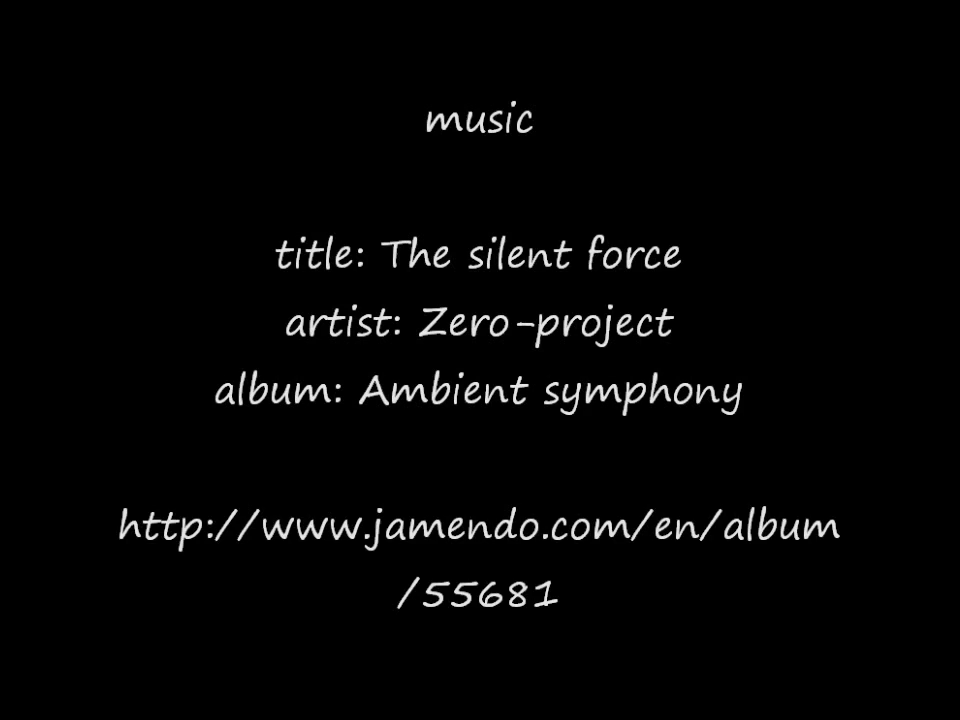 music
title: The silent force
artist: Zero-project
album: Ambient symphony
http://www.jamendo.com/en/album
/55681